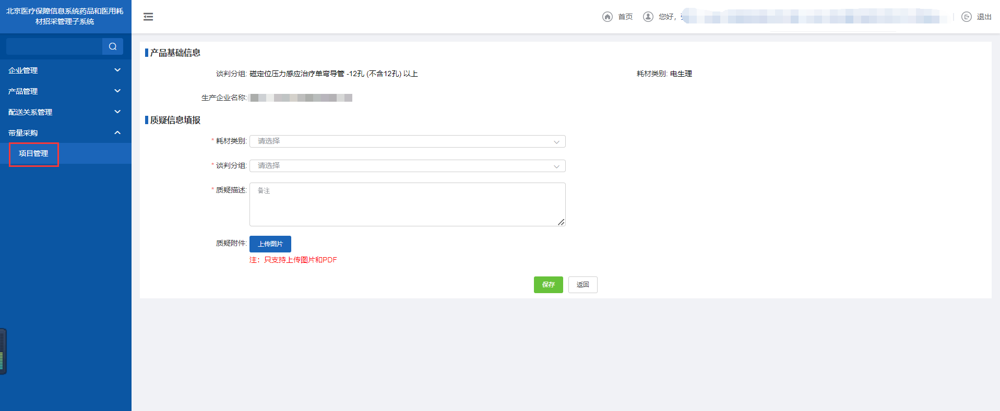 北京医疗保障信息系统药品和医用耗
材招采管理子系统
首页
您好，
退出
企业管理
产品管理
配送关系管理
带量采购
项目管理
产品基础信息
谈判分组: 磁定位压力感应治疗单弯导管 -12孔 (不含12孔) 以上
耗材类别: 电生理
生产企业名称:
质疑信息填报
* 耗材类别: 请选择
* 谈判分组: 请选择
* 质疑描述: 备注
质疑附件: 上传图片
注：只支持上传图片和PDF
保存
返回